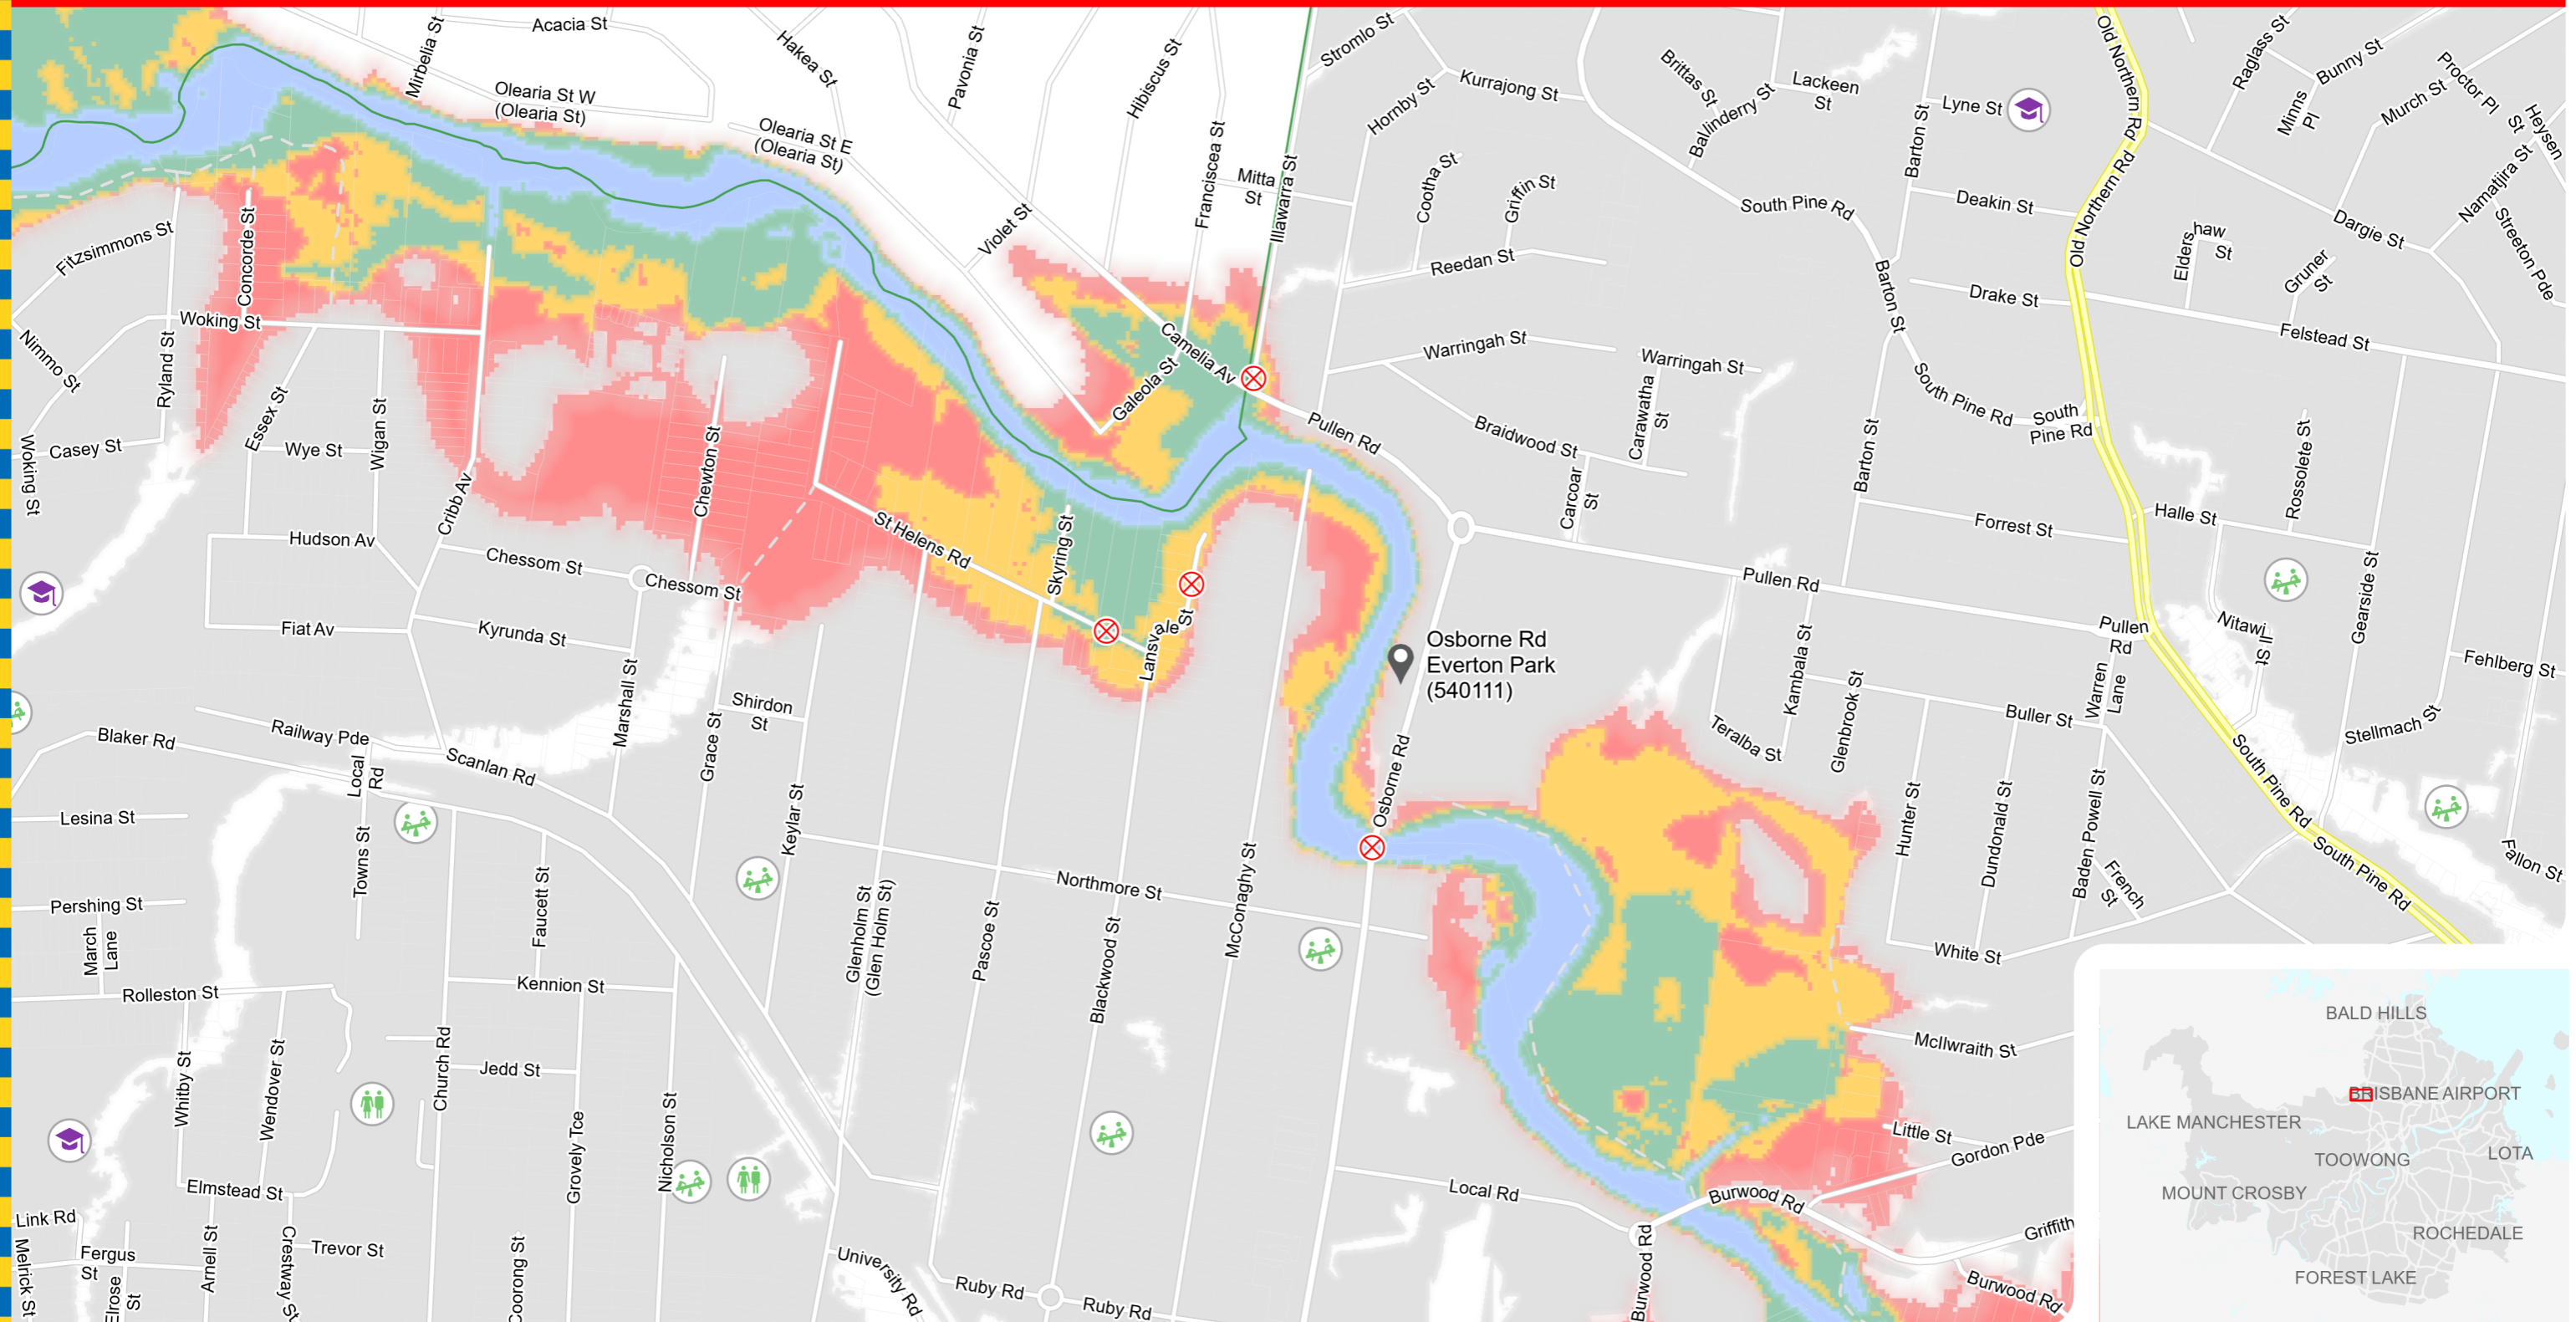 Acacia St
Mirbelia St
Hakea St
Pavonia St
Hibiscus St
Stromlo St
Old Northern Rd
Raglass St
Bunny St
Proctor Pl
Olearia St W
(Olearia St)
Kurrajong St
Brittas St
Lackeen
St
Lyne St
Minns
Pl
Murch St
Heysen
St
Hornby St
Ballinderry St
Barton St
Olearia St E
(Olearia St)
Franciscea St
Mitta
St
Illawarra St
Cootha St
Griffin St
South Pine Rd
Deakin St
Old Northern Rd
Namatjira St
Dargie St
Streeton Pde
Fitzsimmons St
Concorde St
Violet St
Reedan St
Barton St
Elders
haw
St
Gruner
St
Drake St
Woking St
Nimmo St
Ryland St
Camelia Av
Galeola St
Warringah St
Warringah St
Felstead St
South Pine Rd
South
Pine Rd
Essex St
Wigan St
Wye St
Casey St
Woking St
Pullen Rd
Braidwood St
Carawatha
St
Barton St
Rossolete St
Cribb Av
Chewton St
St Helens Rd
Skyring St
Carcoar
St
Forrest St
Halle St
Hudson Av
Chessom St
Chessom St
Pullen Rd
Gearside St
Fiat Av
Kyrunda St
Lansvale St
Osborne Rd
Everton Park
(540111)
Kambala St
Pullen
Rd
Nitawill St
Fehlberg St
Marshall St
Shirdon
St
Grace St
Glenbrook St
Warren
Lane
Buller St
Teralba St
Stellmach St
Blaker Rd
Railway Pde
Local
Rd
Scanlan Rd
Osborne Rd
South Pine Rd
Lesina St
Towns St
Keylar St
Hunter St
Dundonald St
Baden Powell St
South Pine Rd
Fallon St
French
St
Pershing St
March
Lane
Faucett St
Glenholm St
(Glen Holm St)
Northmore St
McConaghy St
Pascoe St
Blackwood St
White St
Rolleston St
Kennion St
McIlwraith St
Whitby St
Wendover St
Church Rd
Jedd St
Grovely Tce
Nicholson St
Little St
Gordon Pde
Elmstead St
Local Rd
Burwood Rd
Link Rd
Melrick St
Fergus
St
Elrose
St
Arnell St
Crestway St
Trevor St
Coorong St
University Rd
Ruby Rd
Ruby Rd
Burwood Rd
Griffith
Burwood Rd
BALD HILLS
BRISBANE AIRPORT
LAKE MANCHESTER
TOOWONG
LOTA
MOUNT CROSBY
ROCHEDALE
FOREST LAKE